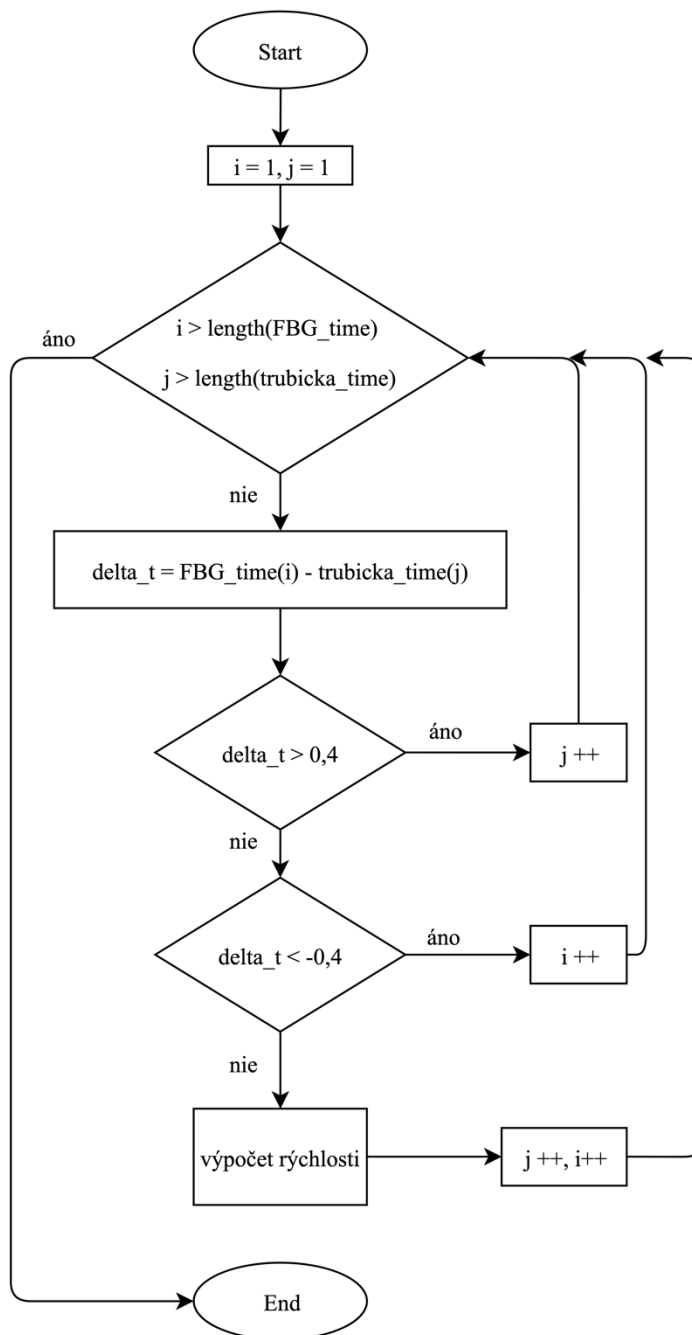 Start
i = 1, j = 1
i > length(FBG_time)
j > length(trubicka_time)
áno
nie
delta_t = FBG_time(i) - trubicka_time(j)
delta_t > 0,4
áno
j ++
nie
delta_t < -0,4
áno
i ++
nie
výpočet rýchlosti
j ++, i++
End